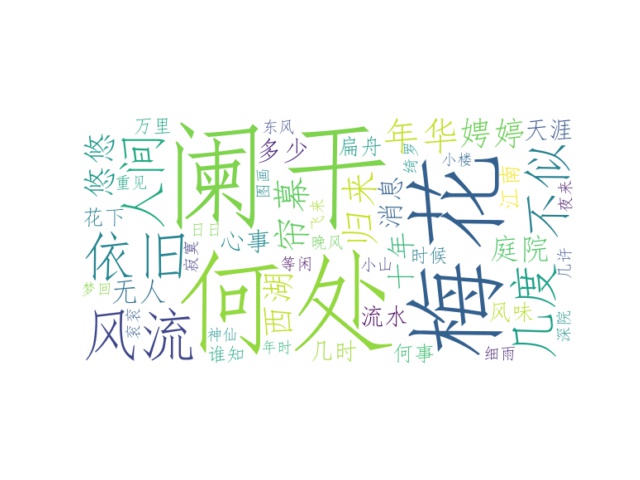 万里
东风
悠悠
人间
阑干
多少
扁舟
年华
娉婷
天涯
重见
图画
绮罗
小楼
花下
帘幕
归来
消息
梅花
江南
不似
夜来
依旧
日日
寂寞
心事
飞来
晚风
十年
时候
庭院
几许
梦回
无人
何处
等闲
小山
西湖
衮衮
风流
流水
风味
几度
深院
神仙
谁知
年时
几时
何事
细雨